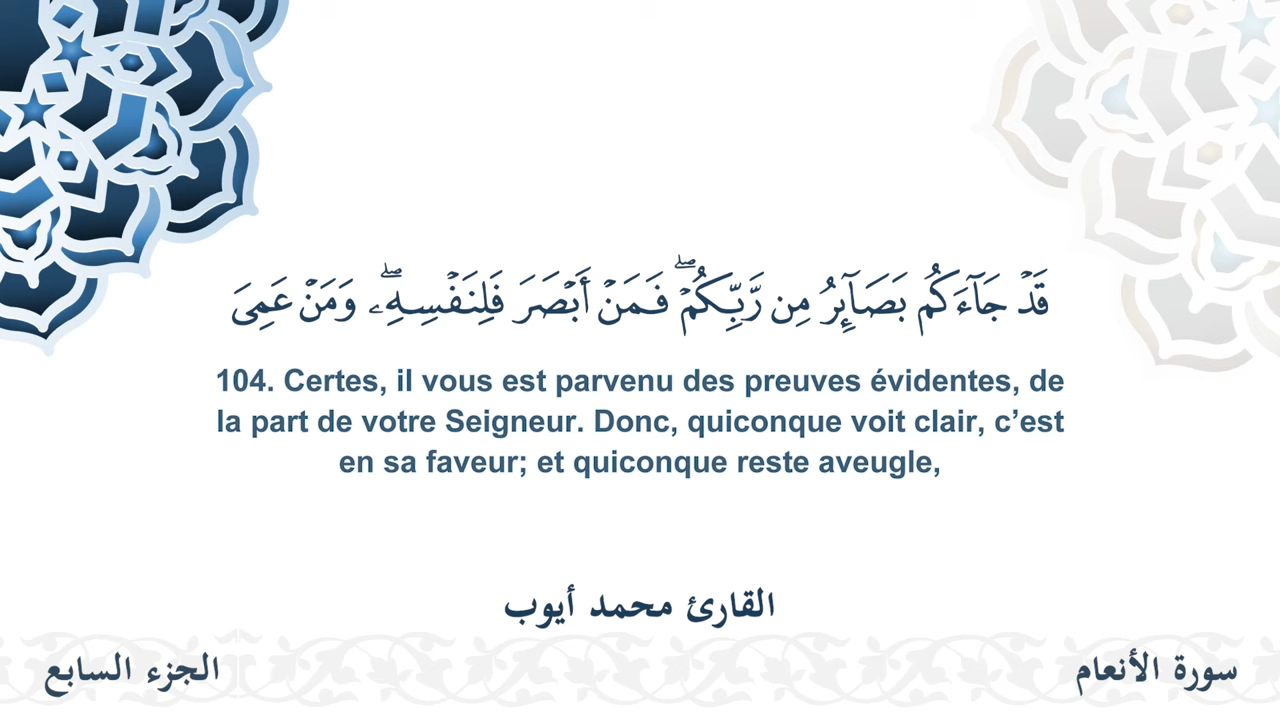 قَدْ جَآءَكُم بَصَآئِرُ مِن رَّبِّكُمْ ۖ فَمَنْ أَبْصَرَ فَلِنَفْسِهِۦ ۖ وَمَنْ عَمِىَ
104. Certes, il vous est parvenu des preuves évidentes, de
la part de votre Seigneur. Donc, quiconque voit clair, c’est
en sa faveur; et quiconque reste aveugle,
القارئ محمد أيوب
سورة الأنعام
الجزء السابع